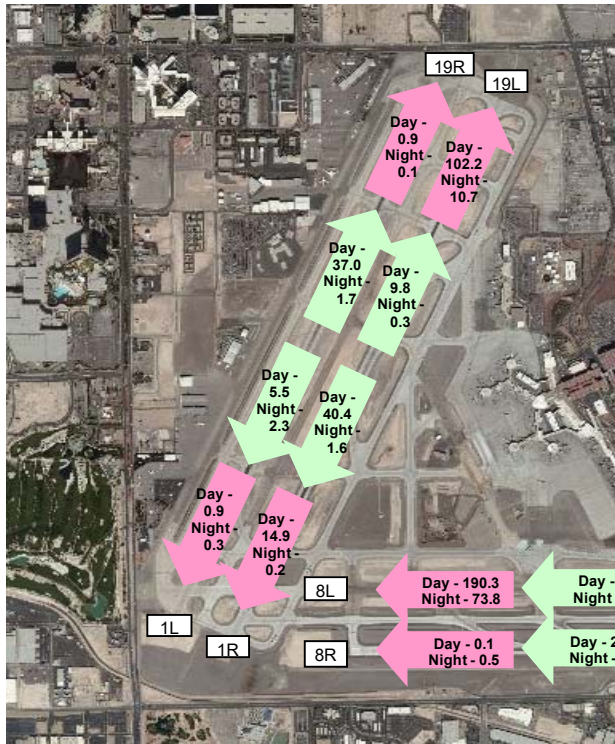 19R
19L
Day -
0.9
Night -
0.1
Day -
102.2
Night -
10.7
Day -
37.0
Night -
1.7
Day -
9.8
Night -
0.3
Day -
5.5
Night -
2.3
Day -
40.4
Night -
1.6
Day -
0.9
Night -
0.3
Day -
14.9
Night -
0.2
8L
Day - 190.3
Night - 73.8
Day -
Night
1L
1R
8R
Day - 0.1
Night - 0.5
Day - 2
Night -